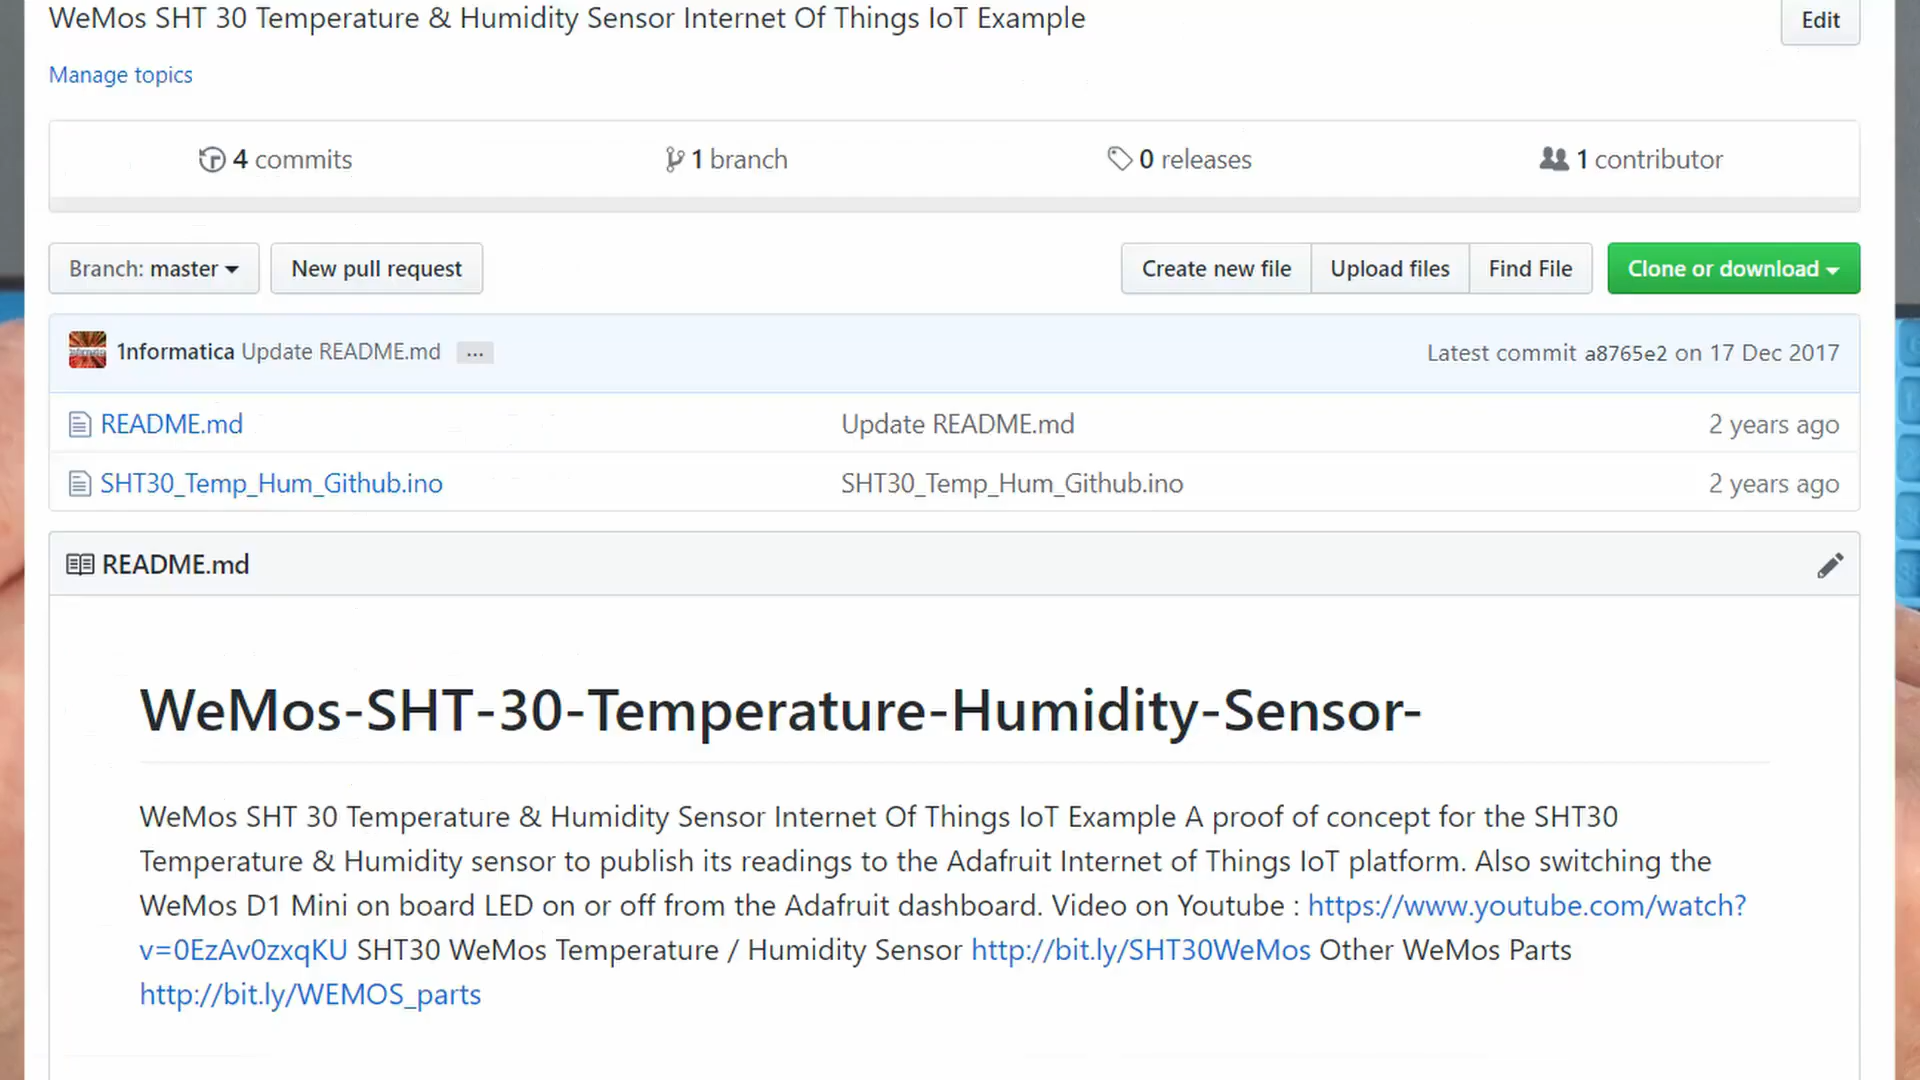 WeMos SHT 30 Temperature & Humidity Sensor Internet Of Things IoT Example
Edit
Manage topics
4 commits
1 branch
0 releases
1 contributor
Branch: master
New pull request
Create new file
Upload files
Find File
Clone or download
1nformatica Update README.md ...
Latest commit a8765e2 on 17 Dec 2017
README.md
Update README.md
2 years ago
SHT30_Temp_Hum_Github.ino
SHT30_Temp_Hum_Github.ino
2 years ago
README.md
WeMos-SHT-30-Temperature-Humidity-Sensor-
WeMos SHT 30 Temperature & Humidity Sensor Internet Of Things IoT Example A proof of concept for the SHT30
Temperature & Humidity sensor to publish its readings to the Adafruit Internet of Things IoT platform. Also switching the
WeMos D1 Mini on board LED on or off from the Adafruit dashboard. Video on Youtube : https://www.youtube.com/watch?
v=0EzAv0zxqKU SHT30 WeMos Temperature / Humidity Sensor http://bit.ly/SHT30WeMos Other WeMos Parts
http://bit.ly/WEMOS_parts